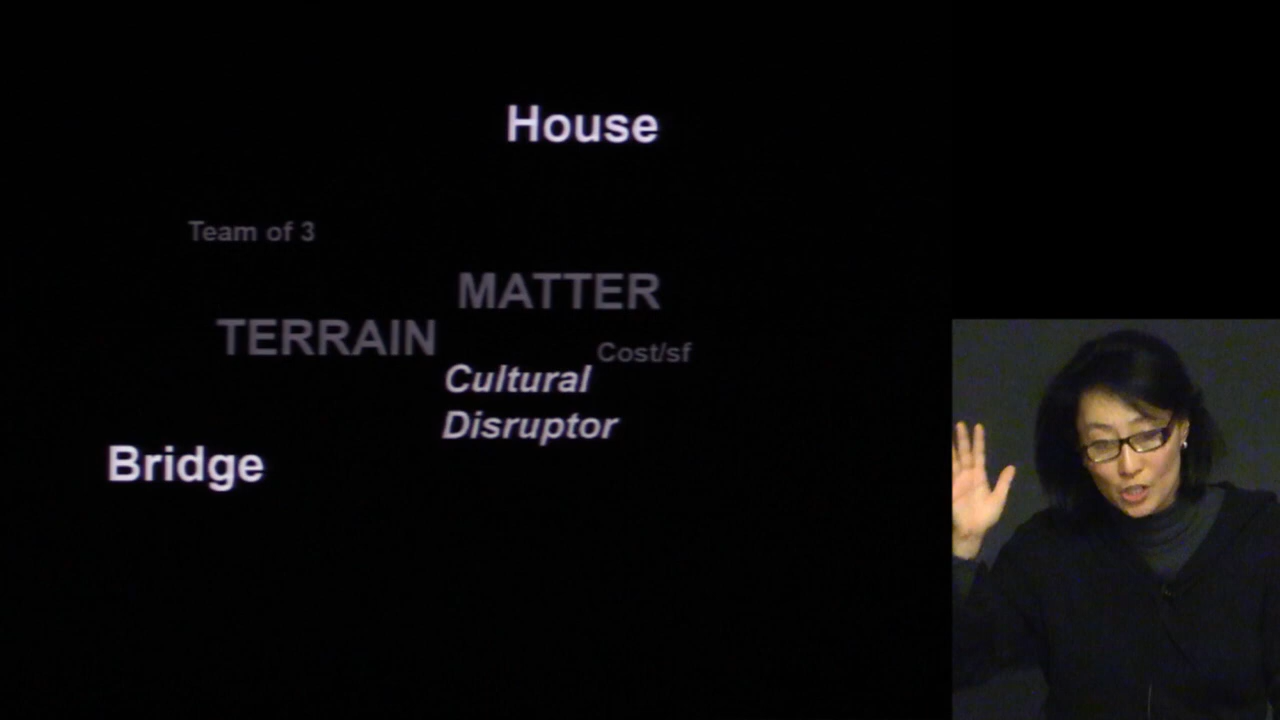 House
Team of 3
MATTER
TERRAIN
Cost/sf
Cultural
Disruptor
Bridge